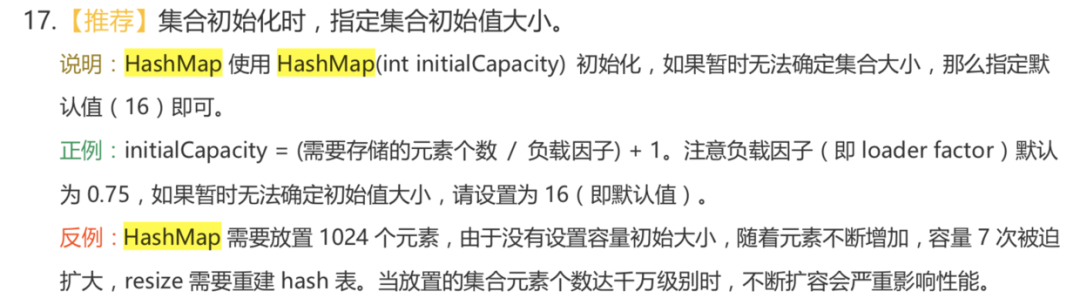 17.【推荐】集合初始化时，指定集合初始值大小。
说明：HashMap 使用 HashMap(int initialCapacity) 初始化，如果暂时无法确定集合大小，那么指定默
认值（16）即可。
正例：initialCapacity = (需要存储的元素个数 / 负载因子) + 1。注意负载因子（即 loader factor）默认
为 0.75，如果暂时无法确定初始值大小，请设置为 16（即默认值）。
反例：HashMap 需要放置 1024 个元素，由于没有设置容量初始大小，随着元素不断增加，容量 7 次被迫
扩大，resize 需要重建 hash 表。当放置的集合元素个数达千万级别时，不断扩容会严重影响性能。